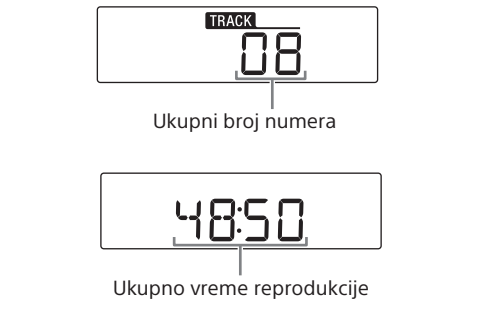 TRACK
08
Ukupni broj numera
48:50
Ukupno vreme reprodukcije